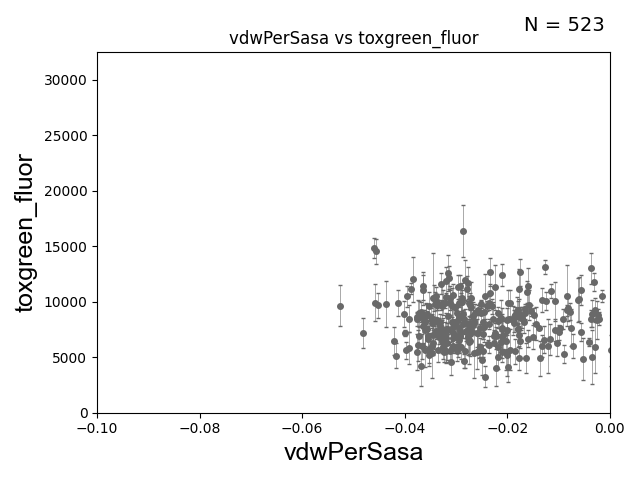 N = 523
vdwPerSasa vs toxgreen_fluor
30000
25000
20000
15000
10000
5000
0
toxgreen_fluor
−0.10 −0.08 −0.06 −0.04 −0.02 0.00
vdwPerSasa